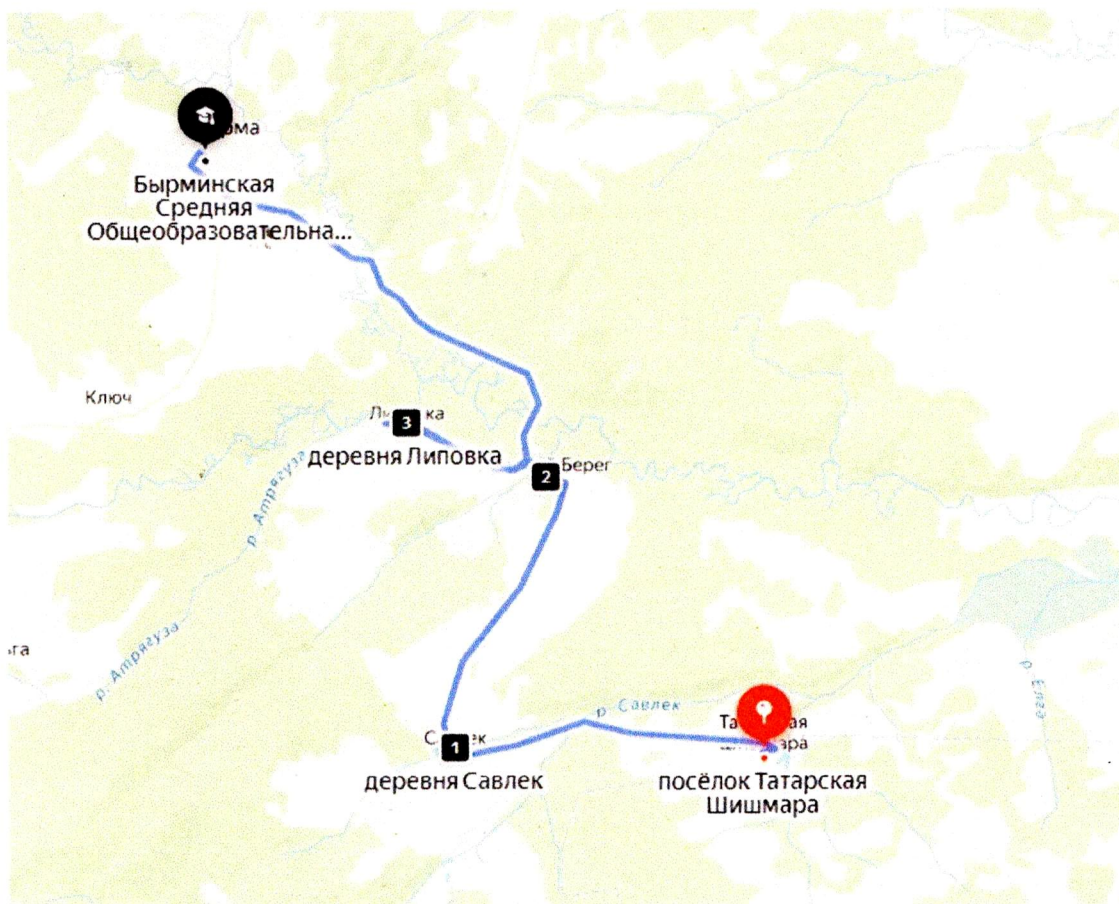 Бырминская
Средняя
Общеобразовательна...
Ключ
3
деревня Липовка
р. Атрягуза
2
Берег
р. Атрягуза
р. Савлек
1
деревня Савлек
посёлок Татарская
Шишмара